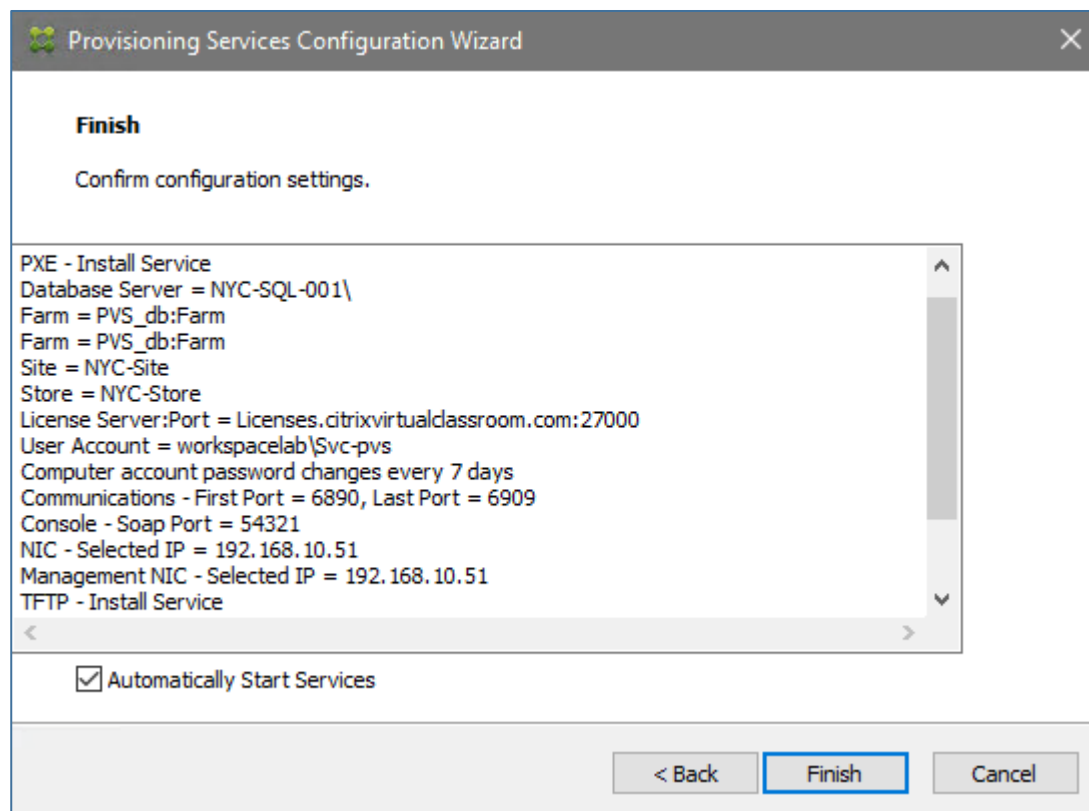 Provisioning Services Configuration Wizard
Finish
Confirm configuration settings.
PXE - Install Service
Database Server = NYC-SQL-001\
Farm = PVS_db:Farm
Farm = PVS_db:Farm
Site = NYC-Site
Store = NYC-Store
License Server:Port = Licenses.citrixvirtualclassroom.com:27000
User Account = workspacelab\Svc-pvs
Computer account password changes every 7 days
Communications - First Port = 6890, Last Port = 6909
Console - Soap Port = 54321
NIC - Selected IP = 192.168.10.51
Management NIC - Selected IP = 192.168.10.51
TFTP - Install Service
Automatically Start Services
< Back Finish Cancel